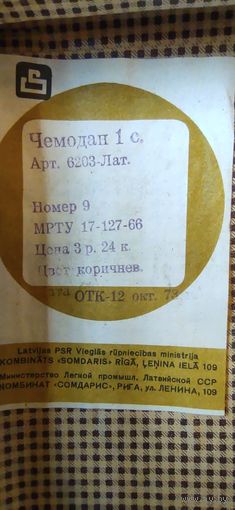 Чемодан 1 с.
Арт. 6203-Лат.
Номер 9
МРТУ 17-127-66
Цена 3 р. 24 к.
Цвет коричнев.
ОТК-12 окт. 73
Latvijas PSR Vieglās rūpniecības ministrija
KOMBINĀTS «SOMDARIS» RĪGĀ, ĻEŅINA IELĀ 109
Министерство Легкой промышл. Латвийской ССР
КОМБИНАТ «СОМДАРИС», РИГА, ул. ЛЕНИНА, 109